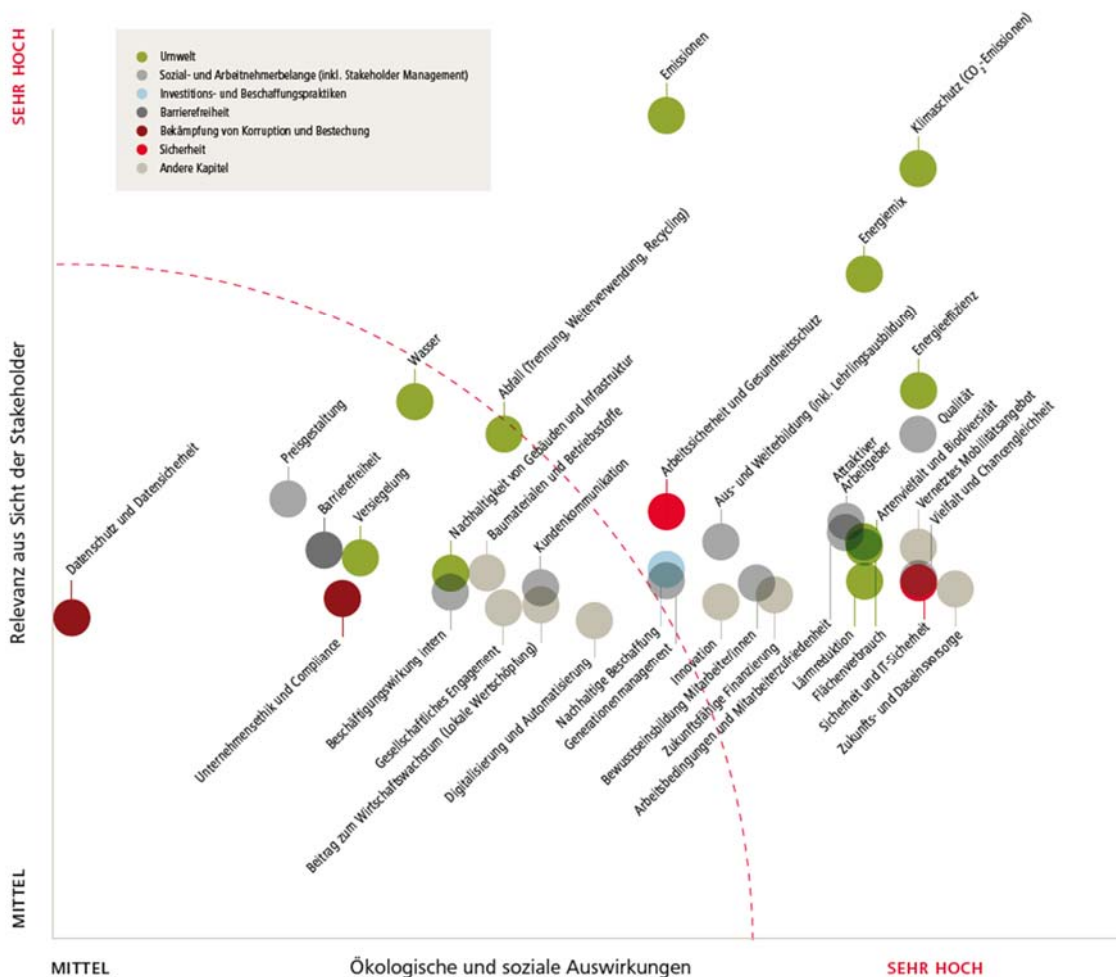 SEHR HOCH
Umwelt
Sozial- und Arbeitnehmerbelange (inkl. Stakeholder Management)
Investitions- und Beschaffungspraktiken
Barrierefreiheit
Bekämpfung von Korruption und Bestechung
Sicherheit
Andere Kapitel
Emissionen
Klimaschutz (CO₂-Emissionen)
Energiemix
Energieeffizienz
Wasser
Abfall (Trennung, Weiterverwendung, Recycling)
Nachhaltigkeit von Gebäuden und Infrastruktur
Baumaterialien und Betriebsstoffe
Kundenkommunikation
Arbeitssicherheit und Gesundheitsschutz
Aus- und Weiterbildung (inkl. Lehrlingsausbildung)
Attraktiver
Arbeitgeber
Qualität
Artenvielfalt und Biodiversität
Vernetztes Mobilitätsangebot
Vielfalt und Chancengleichheit
Preisgestaltung
Barrierefreiheit
Versiegelung
Datenschutz und Datensicherheit
Relevanz aus Sicht der Stakeholder
Unternehmensethik und Compliance
Beschäftigungswirkung intern
Gesellschaftliches Engagement
Beitrag zum Wirtschaftswachstum (Lokale Wertschöpfung)
Digitalisierung und Automatisierung
Nachhaltige Beschaffung
Generationenmanagement
Innovation
Bewusstseinsbildung Mitarbeiter/innen
Zukunftsfähige Finanzierung
Arbeitsbedingungen und Mitarbeiterzufriedenheit
Lärmreduktion
Flächenverbrauch
Sicherheit und IT-Sicherheit
Zukunfts- und Daseinsvorsorge
MITTEL
MITTEL
Ökologische und soziale Auswirkungen
SEHR HOCH